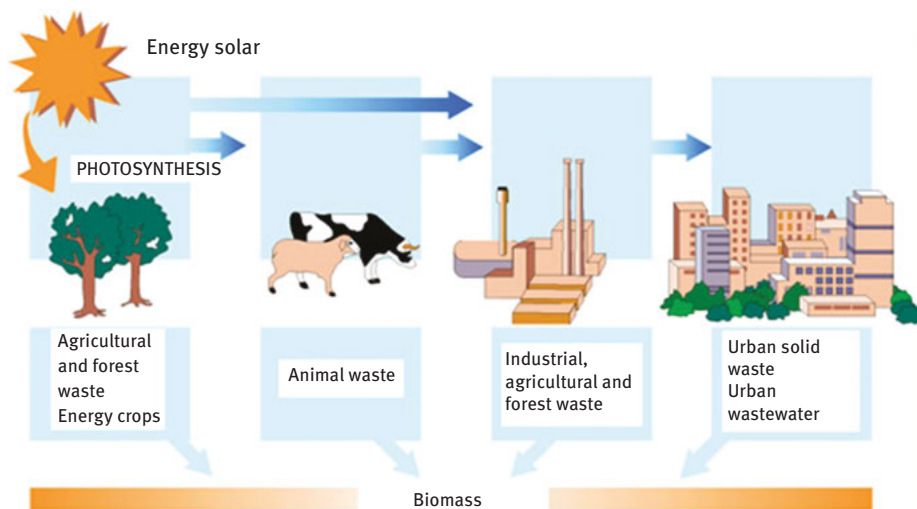 Energy solar
PHOTOSYNTHESIS
Agricultural
and forest
waste
Energy crops
Animal waste
Industrial,
agricultural and
forest waste
Urban solid
waste
Urban
wastewater
Biomass